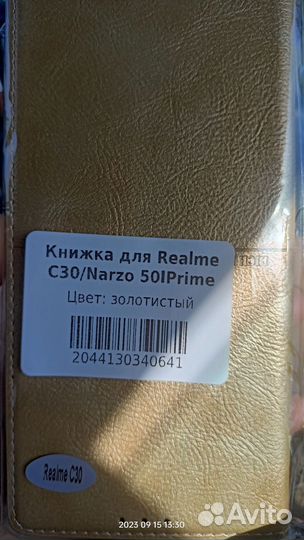 Книжка для Realme
C30/Narzo 50IPrime
Цвет: золотистый
2044130340641
Realme C30
2023 09 15 13:30
Avito